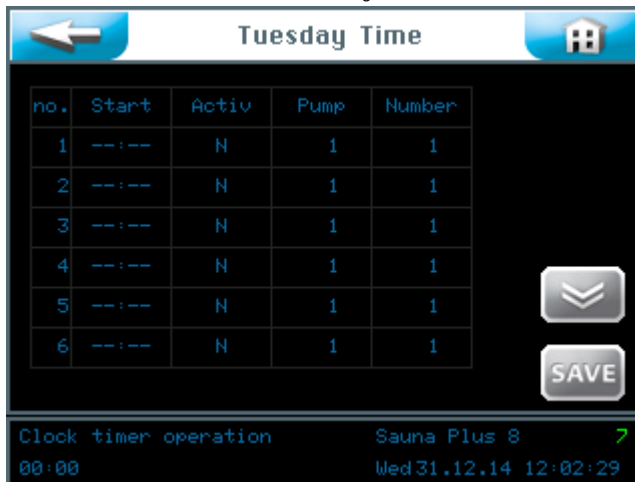 Tuesday Time
no. Start Activ Pump Number
1 --:-- N 1 1
2 --:-- N 1 1
3 --:-- N 1 1
4 --:-- N 1 1
5 --:-- N 1 1
6 --:-- N 1 1
SAVE
Clock timer operation Sauna Plus 8 7
00:00 Wed 31.12.14 12:02:29